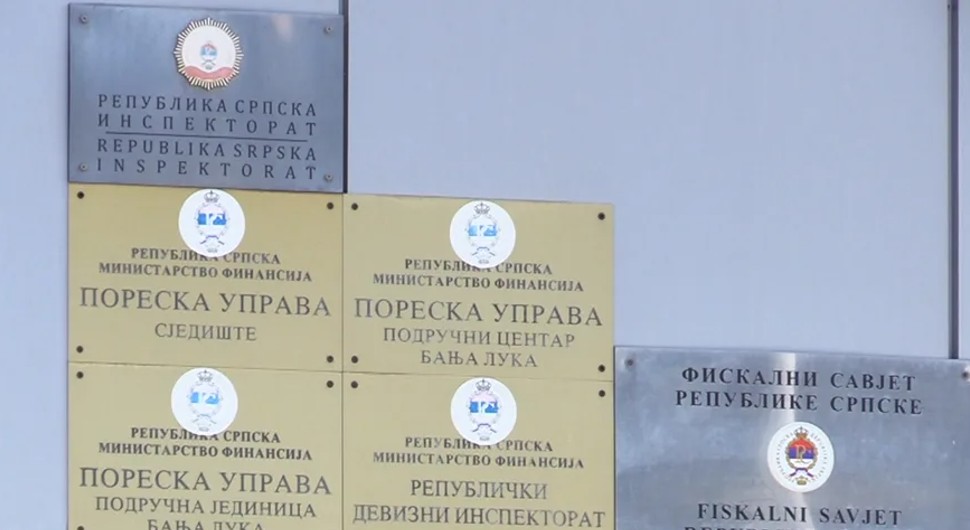 РЕПУБЛИКА СРПСКА
ИНСПЕКТОРАТ
REPUBLIKA SRPSKA
INSPEKTORAT
РЕПУБЛИКА СРПСКА
МИНИСТАРСТВО ФИНАНСИЈА
ПОРЕСКА УПРАВА
СЈЕДИШТЕ
РЕПУБЛИКА СРПСКА
МИНИСТАРСТВО ФИНАНСИЈА
ПОРЕСКА УПРАВА
ПОДРУЧНИ ЦЕНТАР
БАЊА ЛУКА
РЕПУБЛИКА СРПСКА
МИНИСТАРСТВО ФИНАНСИЈА
ПОРЕСКА УПРАВА
ПОДРУЧНА ЈЕДИНИЦА
БАЊА ЛУКА
РЕПУБЛИКА СРПСКА
МИНИСТАРСТВО ФИНАНСИЈА
РЕПУБЛИЧКИ
ДЕВИЗНИ ИНСПЕКТОРАТ
ФИСКАЛНИ САВЈЕТ
РЕПУБЛИКЕ СРПСКЕ
FISKALNI SAVJET